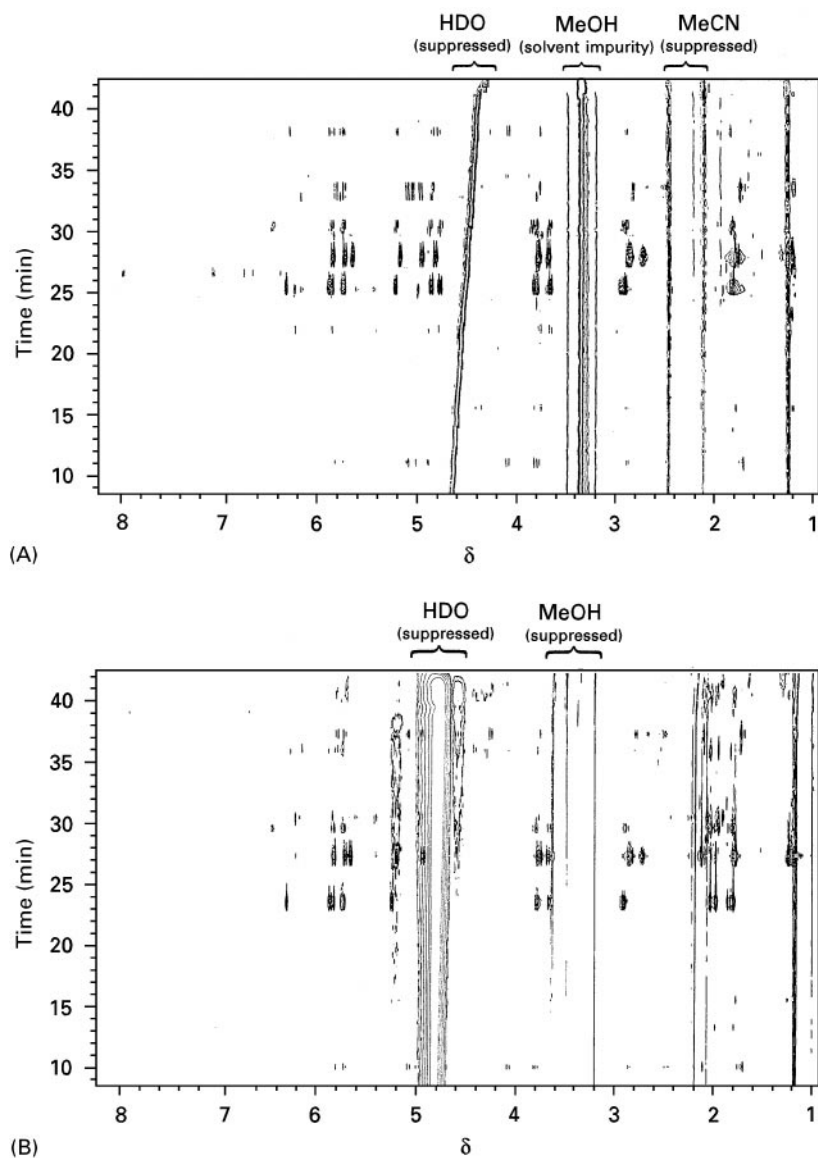 HDO MeOH MeCN
(suppressed) (solvent impurity) (suppressed)
40
35
30
25
20
15
10
Time (min)
8 7 6 5 4 3 2 1
(A) δ
HDO MeOH
(suppressed) (suppressed)
40
35
30
25
20
15
10
Time (min)
8 7 6 5 4 3 2 1
(B) δ